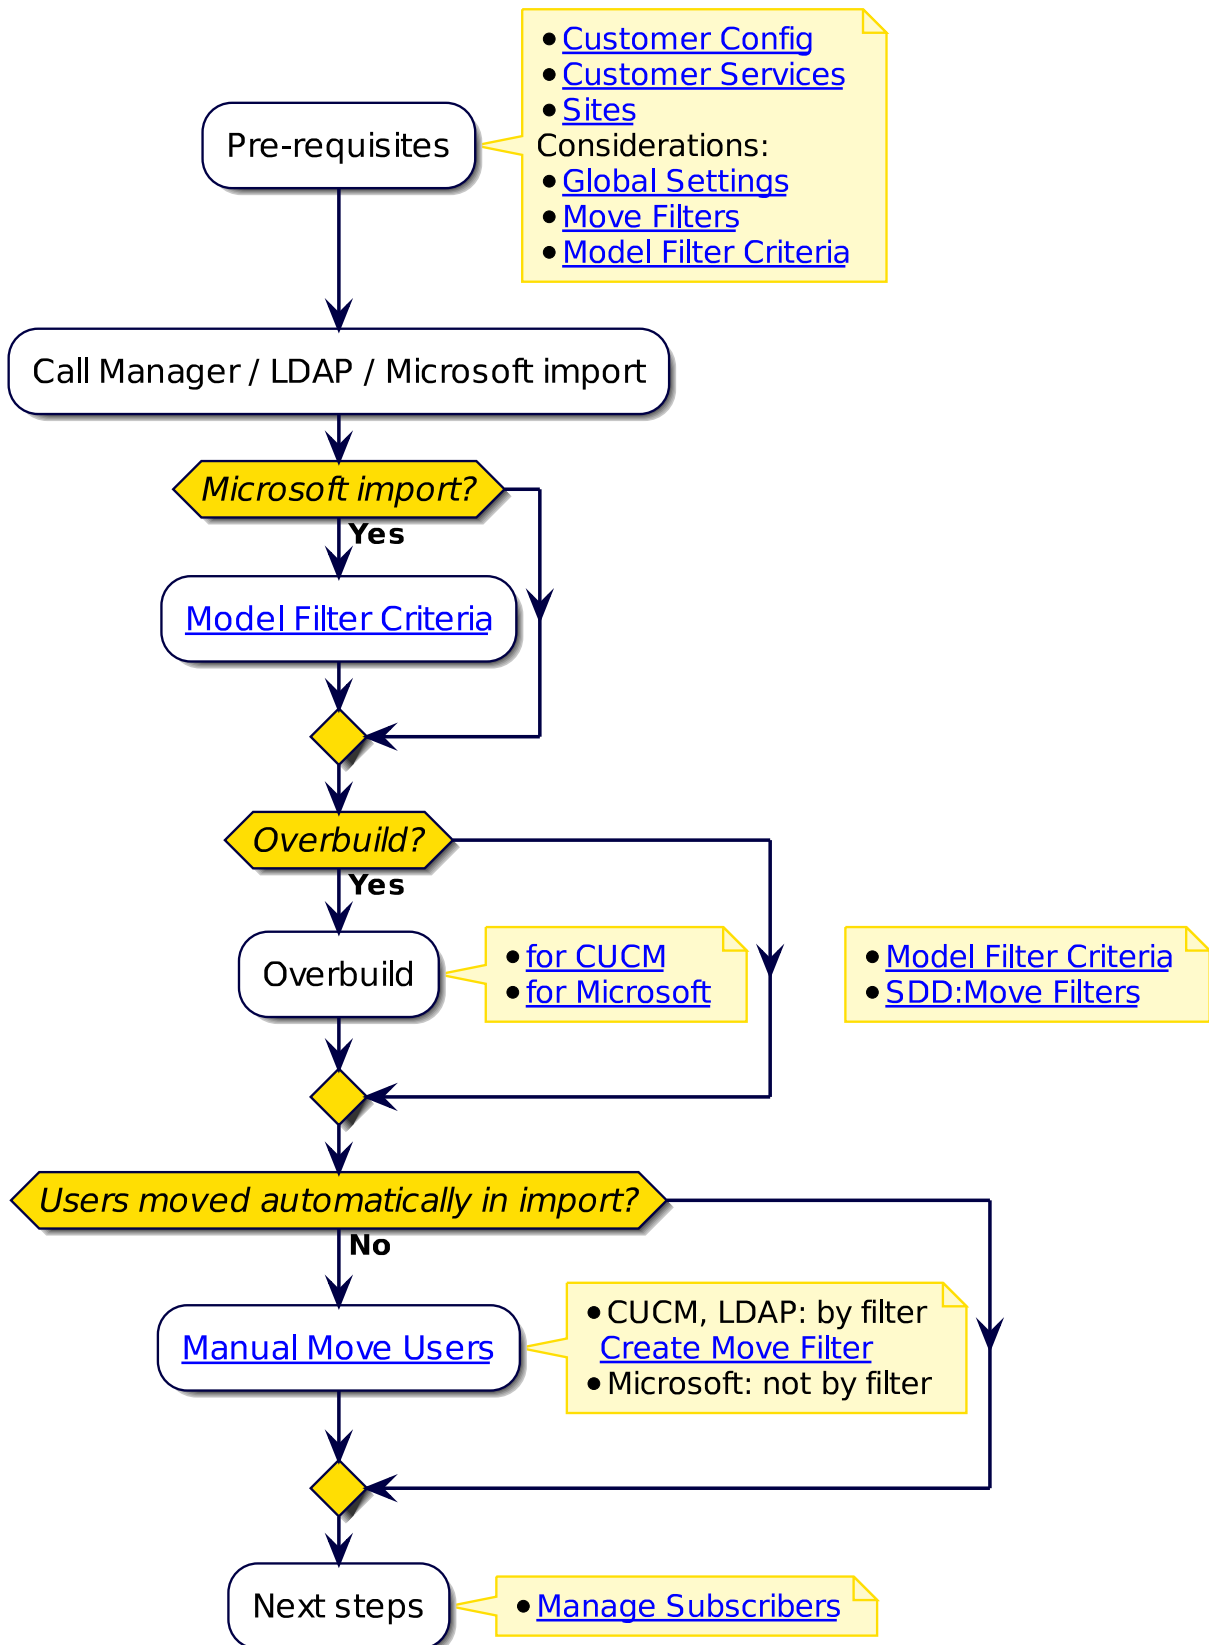 • Customer Config
• Customer Services
• Sites
Considerations:
• Global Settings
• Move Filters
• Model Filter Criteria
Pre-requisites
Call Manager / LDAP / Microsoft import
Microsoft import?
Yes
Model Filter Criteria
Overbuild?
Yes
Overbuild
• for CUCM
• for Microsoft
• Model Filter Criteria
• SDD:Move Filters
Users moved automatically in import?
No
Manual Move Users
• CUCM, LDAP: by filter
Create Move Filter
• Microsoft: not by filter
Next steps
• Manage Subscribers